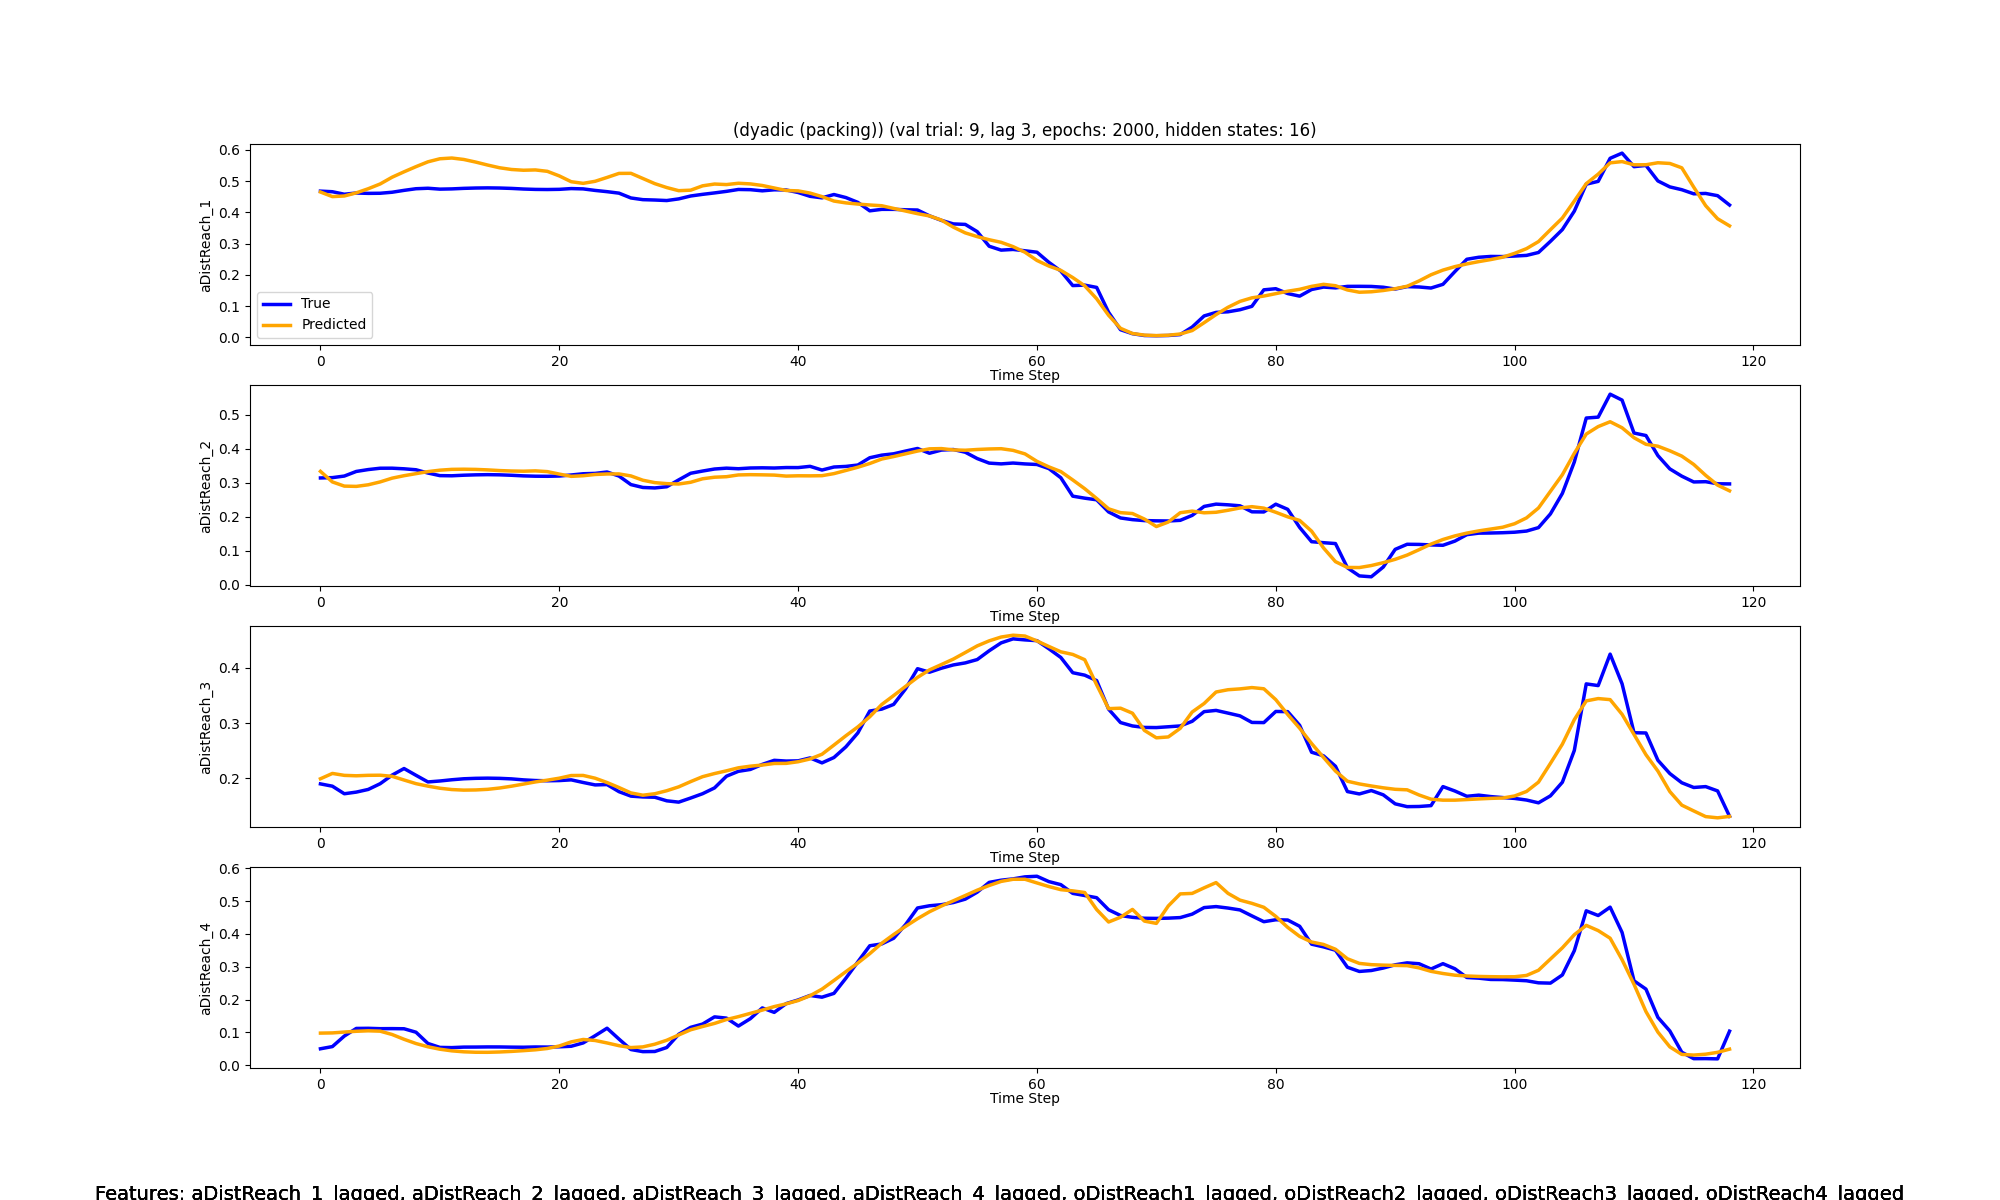 (dyadic (packing)) (val trial: 9, lag 3, epochs: 2000, hidden states: 16)
aDistReach_1
0.6
0.5
0.4
0.3
0.2
0.1
0.0
True
Predicted
0 20 40 60 80 100 120
Time Step
aDistReach_2
0.5
0.4
0.3
0.2
0.1
0.0
0 20 40 60 80 100 120
Time Step
aDistReach_3
0.4
0.3
0.2
0 20 40 60 80 100 120
Time Step
aDistReach_4
0.6
0.5
0.4
0.3
0.2
0.1
0.0
0 20 40 60 80 100 120
Time Step
Features: aDistReach_1_lagged, aDistReach_2_lagged, aDistReach_3_lagged, aDistReach_4_lagged, oDistReach1_lagged, oDistReach2_lagged, oDistReach3_lagged, oDistReach4_lagged